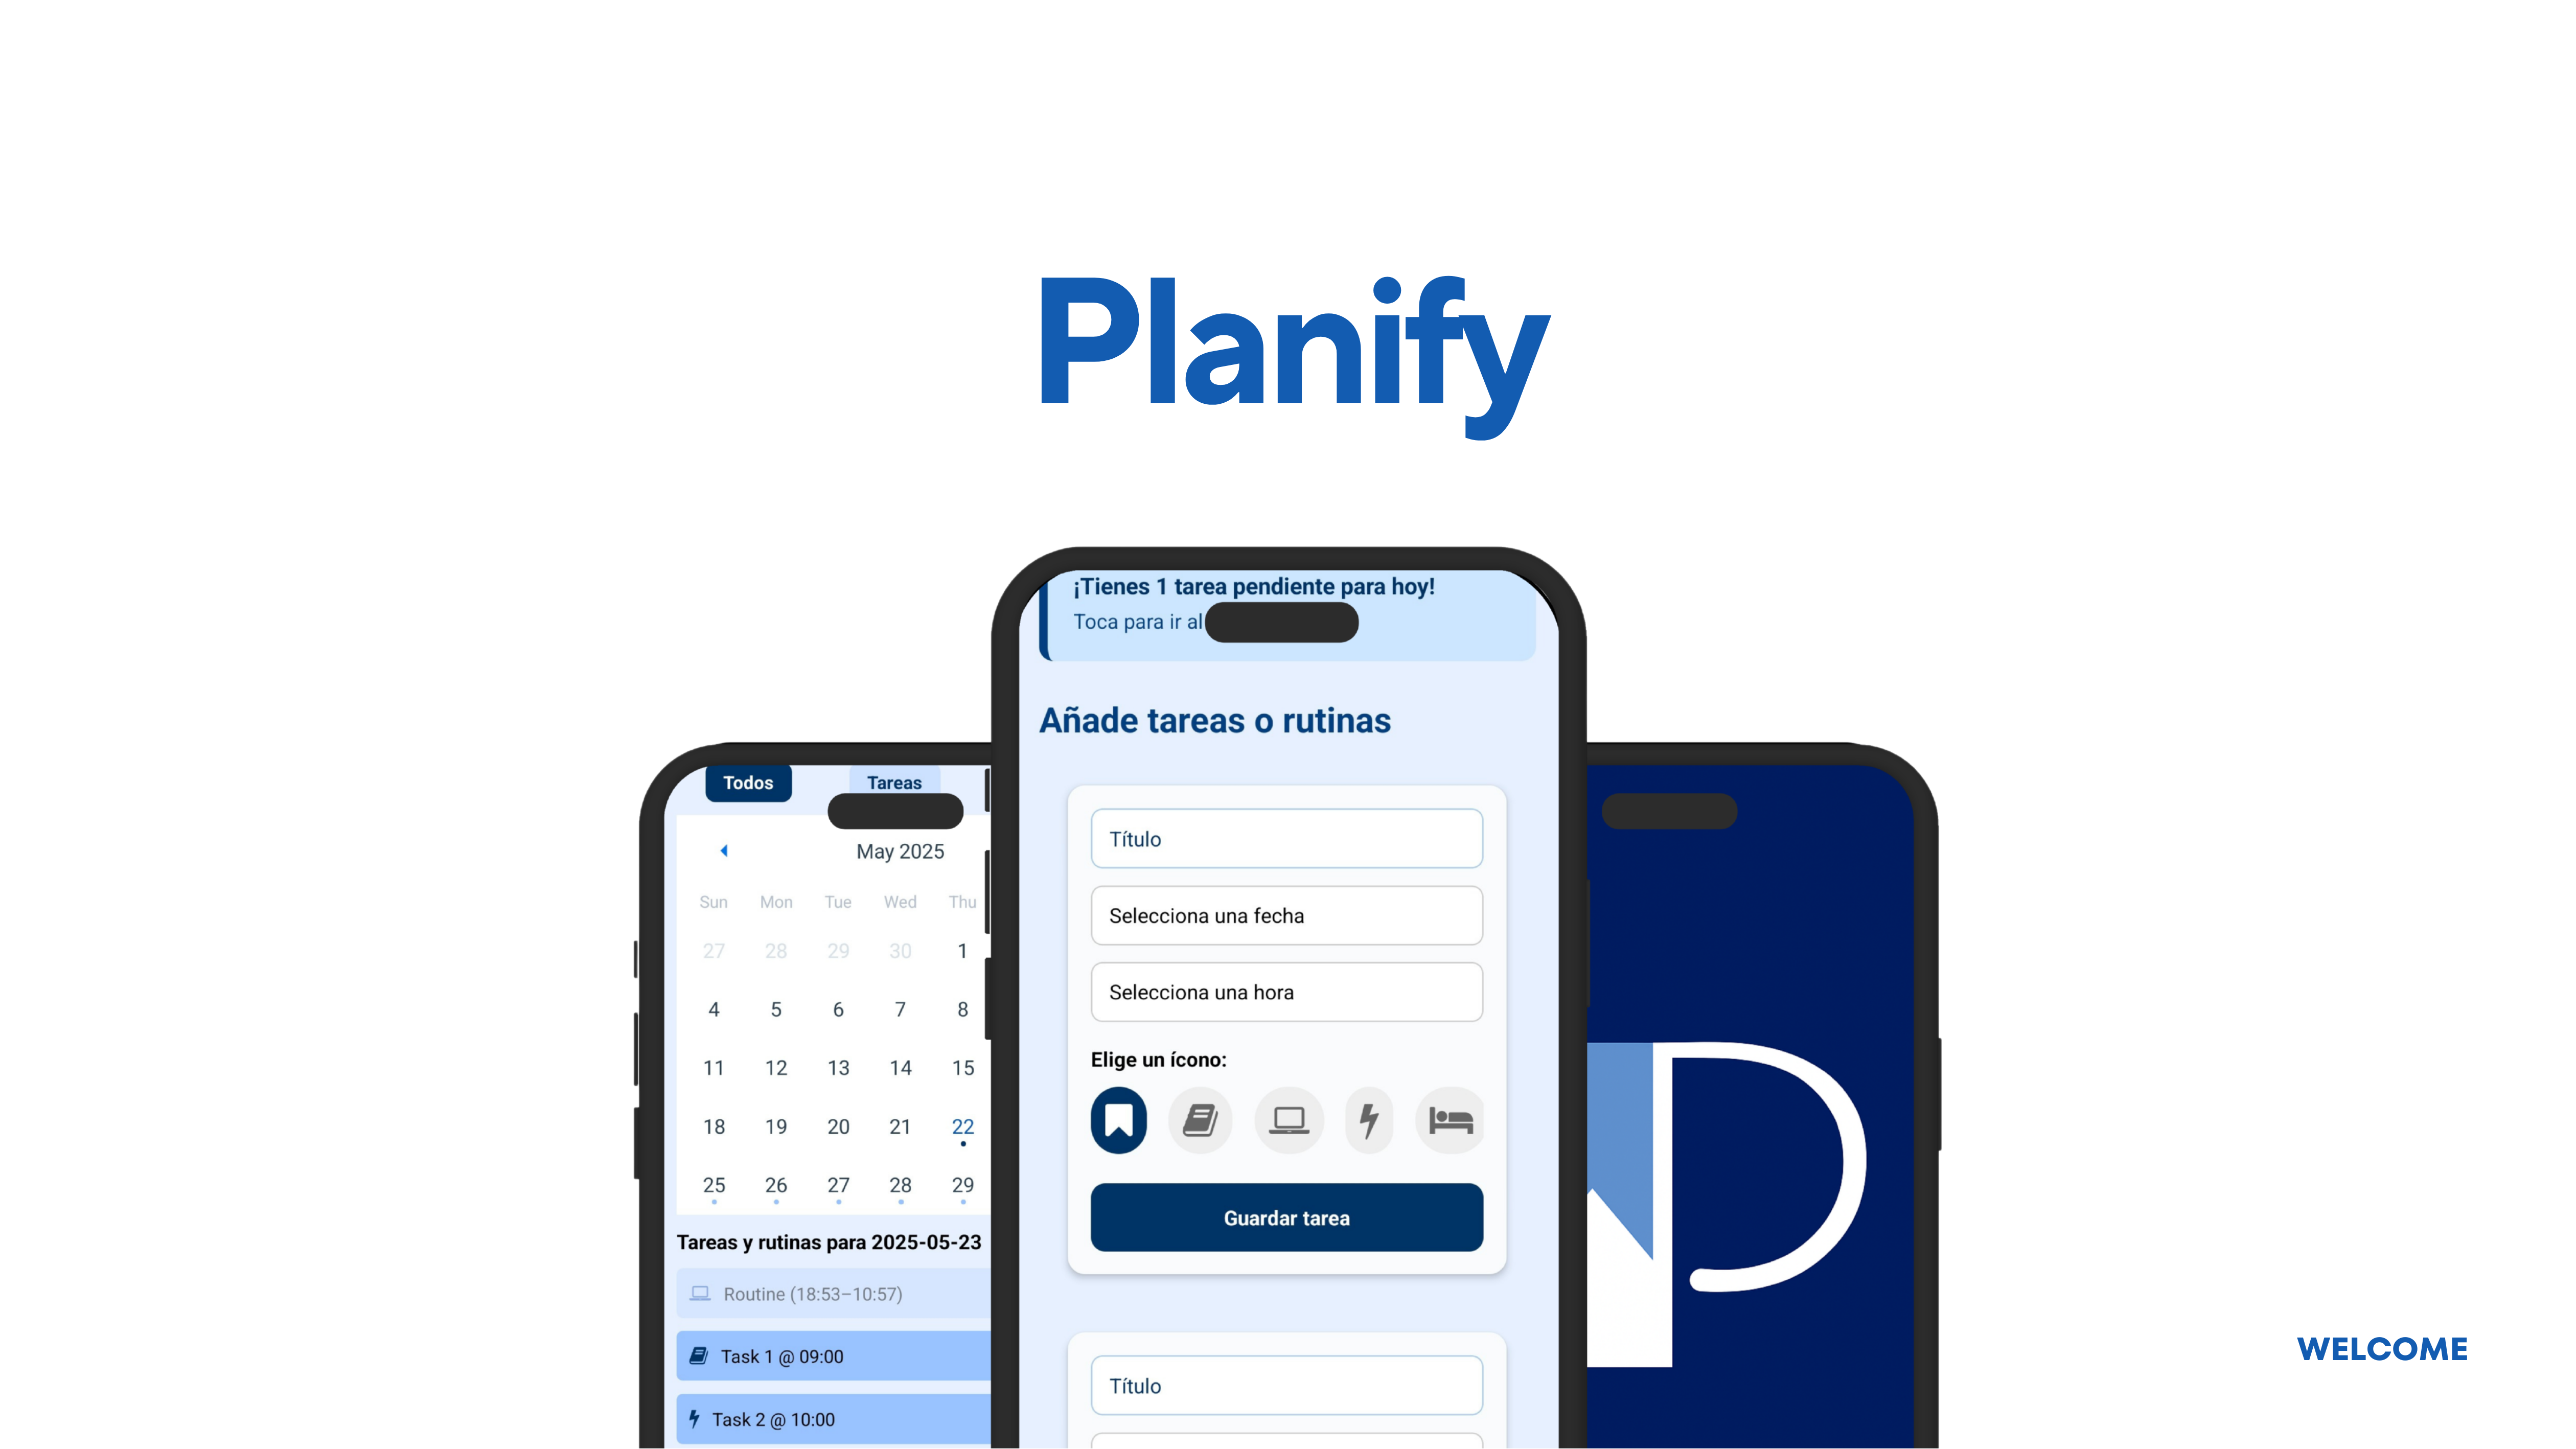 Planify
¡Tienes 1 tarea pendiente para hoy!
Toca para ir al
Añade tareas o rutinas
Título
Selecciona una fecha
Selecciona una hora
Elige un ícono:
Guardar tarea
Título
Todos Tareas
May 2025
Sun Mon Tue Wed Thu
27 28 29 30 1
4 5 6 7 8
11 12 13 14 15
18 19 20 21 22
25 26 27 28 29
Tareas y rutinas para 2025-05-23
Routine (18:53–10:57)
Task 1 @ 09:00
Task 2 @ 10:00
P
WELCOME